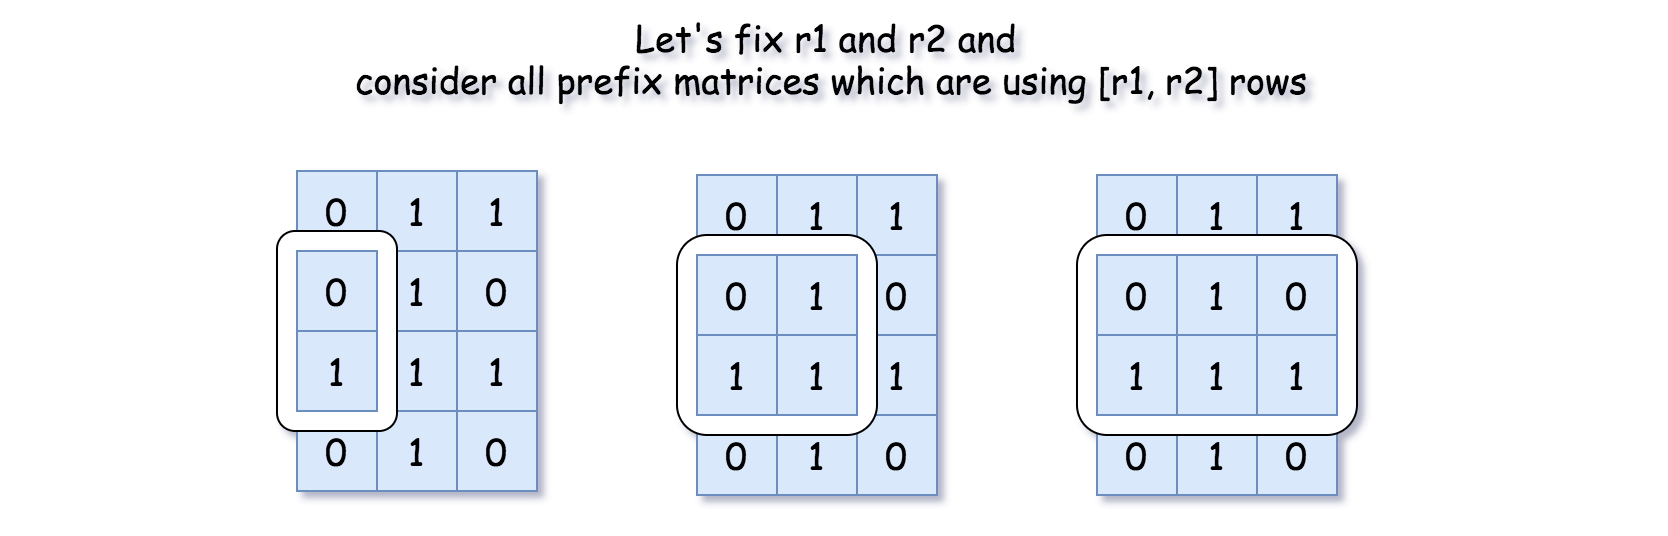 Let's fix r1 and r2 and
consider all prefix matrices which are using [r1, r2] rows
0 1 1 0 1 1 0 1 1
0 1 0 0 1 0 0 1 0
1 1 1 1 1 1 1 1 1
0 1 0 0 1 0 0 1 0